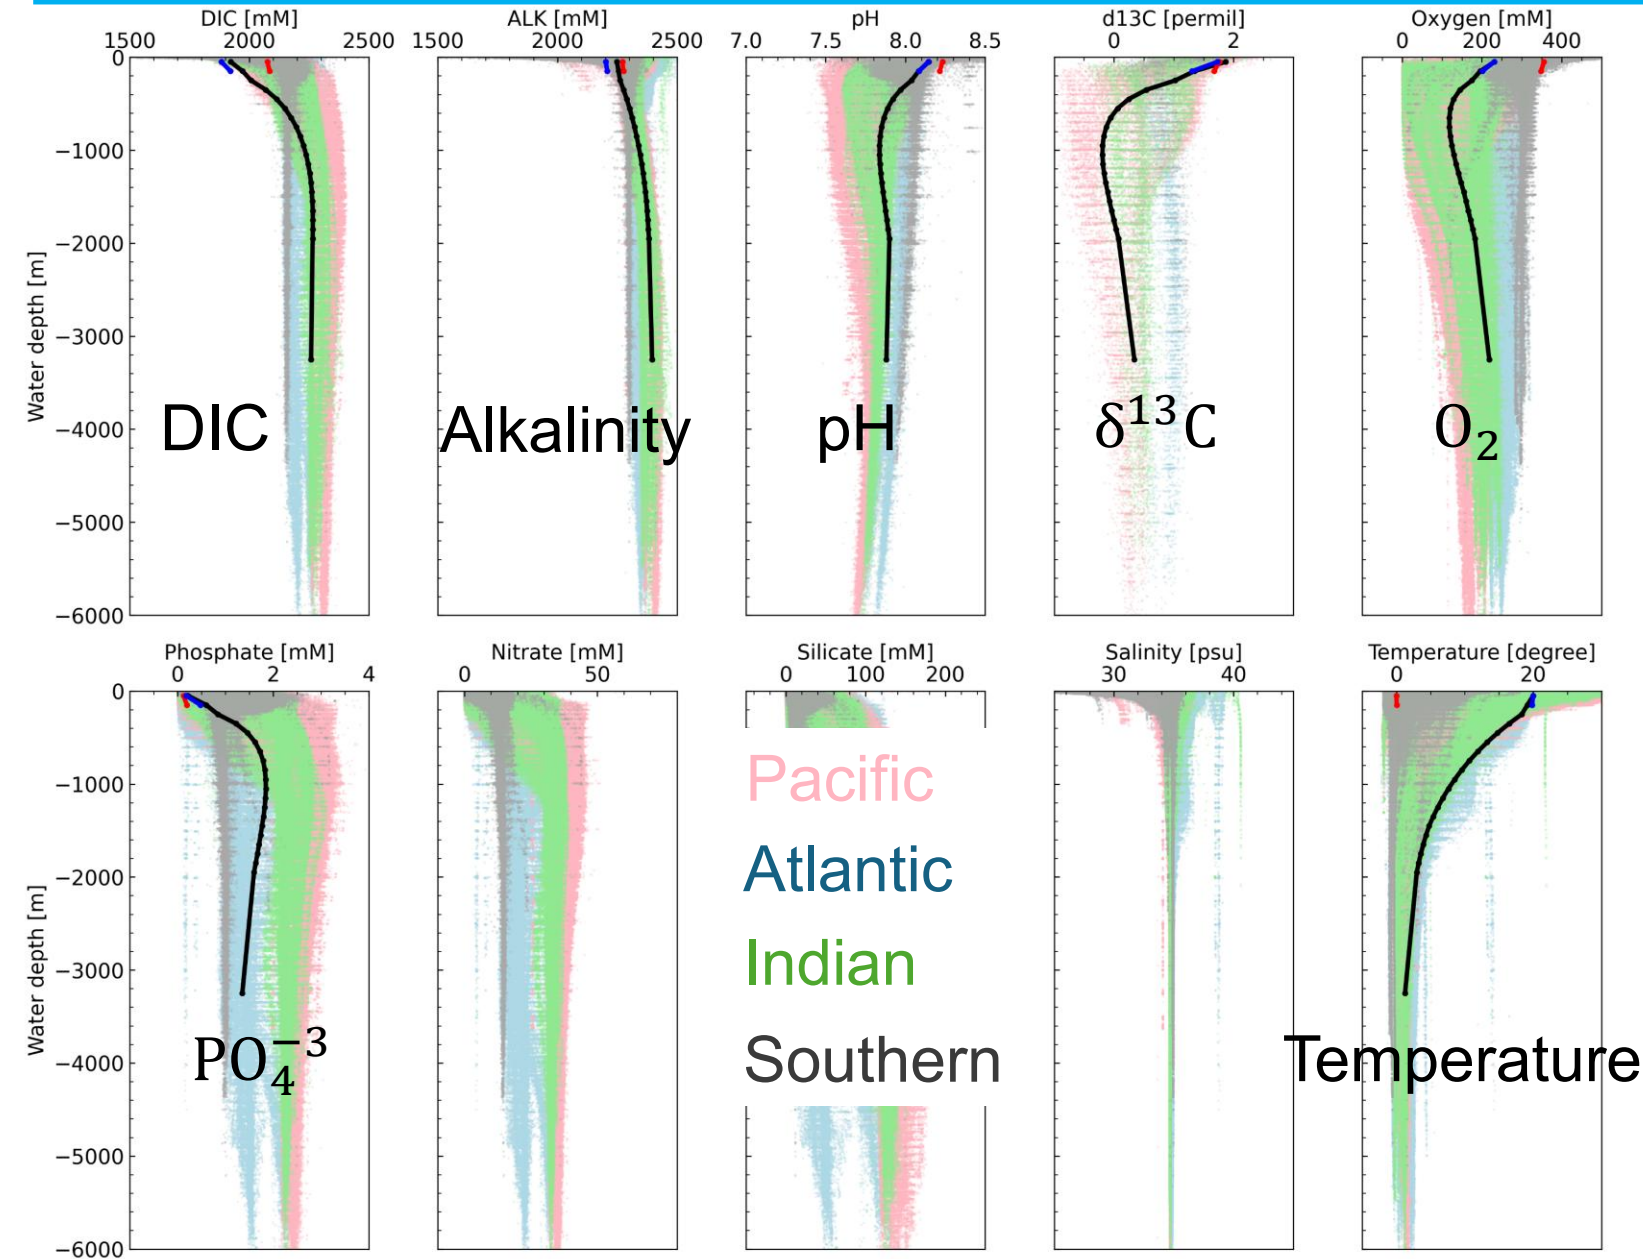 DIC [mM] ALK [mM] pH d13C [permil] Oxygen [mM]
1500 2000 2500 1500 2000 2500 7.0 7.5 8.0 8.5 0 2 0 200 400
0
−1000
−2000
−3000
−4000
−5000
−6000
Water depth [m]
DIC Alkalinity pH δ¹³C O₂
Phosphate [mM] Nitrate [mM] Silicate [mM] Salinity [psu] Temperature [degree]
0 2 4 0 50 0 100 200 30 40 0 20
0
−1000
−2000
−3000
−4000
−5000
−6000
Water depth [m]
Pacific
Atlantic
Indian
Southern
PO₄⁻³ Temperature